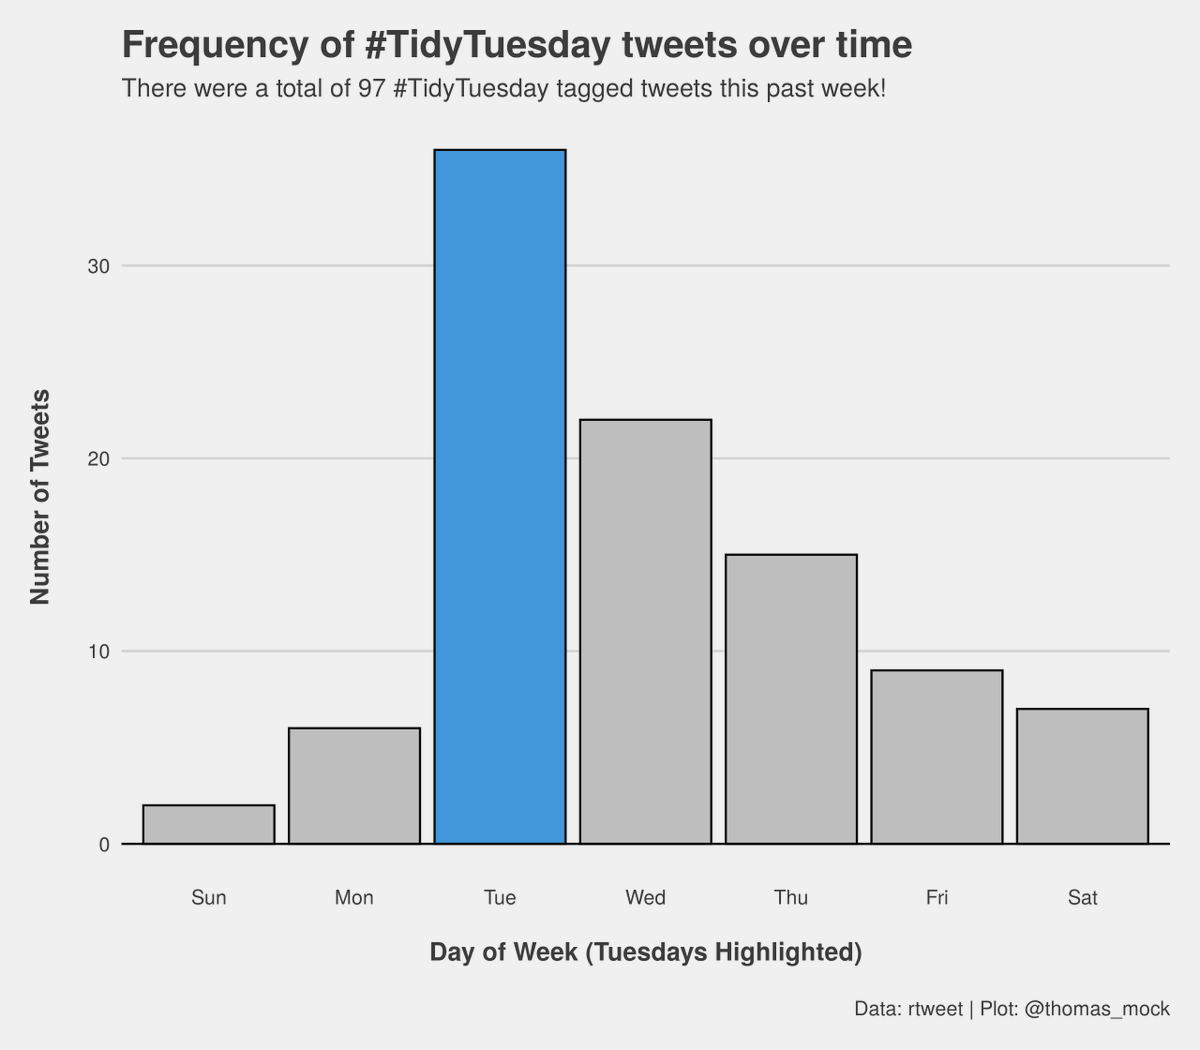 Frequency of #TidyTuesday tweets over time
There were a total of 97 #TidyTuesday tagged tweets this past week!
Number of Tweets
30
20
10
0
Sun Mon Tue Wed Thu Fri Sat
Day of Week (Tuesdays Highlighted)
Data: rtweet | Plot: @thomas_mock